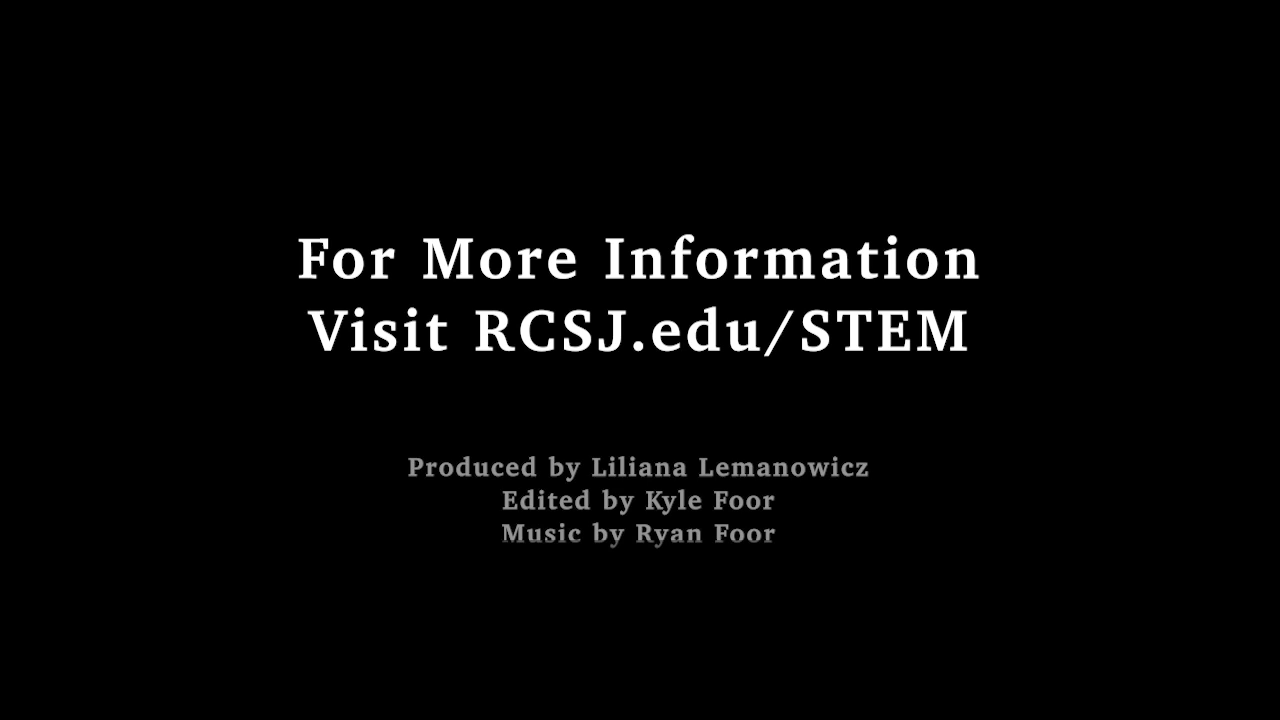 For More Information
Visit RCSJ.edu/STEM
Produced by Liliana Lemanowicz
Edited by Kyle Foor
Music by Ryan Foor